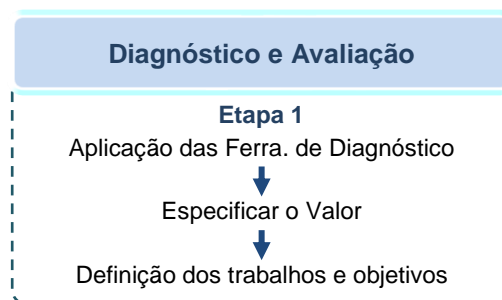 Diagnóstico e Avaliação
Etapa 1
Aplicação das Ferra. de Diagnóstico
Especificar o Valor
Definição dos trabalhos e objetivos